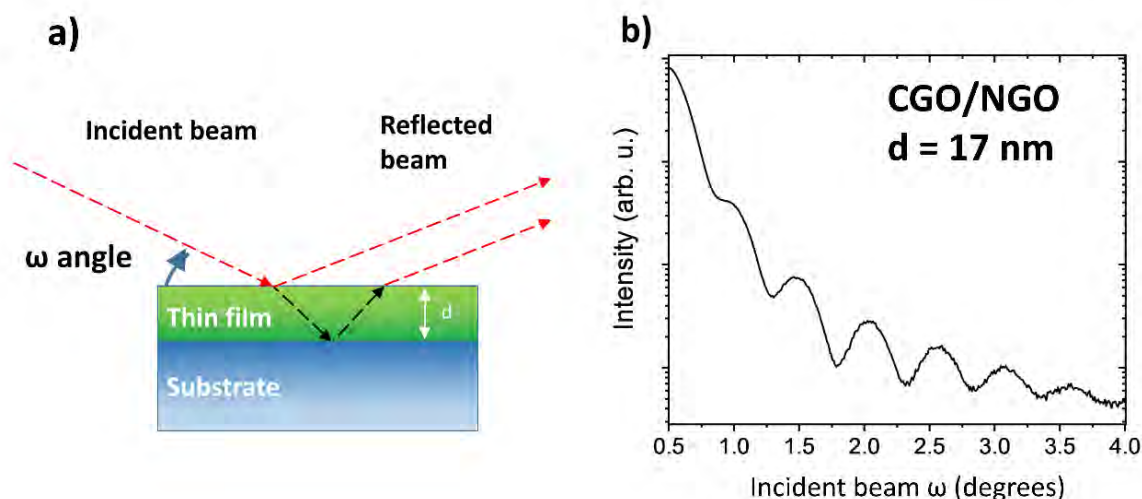 a)
Incident beam
Reflected
beam
ω angle
Thin film
d
Substrate
b)
CGO/NGO
d = 17 nm
Intensity (arb. u.)
0.5 1.0 1.5 2.0 2.5 3.0 3.5 4.0
Incident beam ω (degrees)